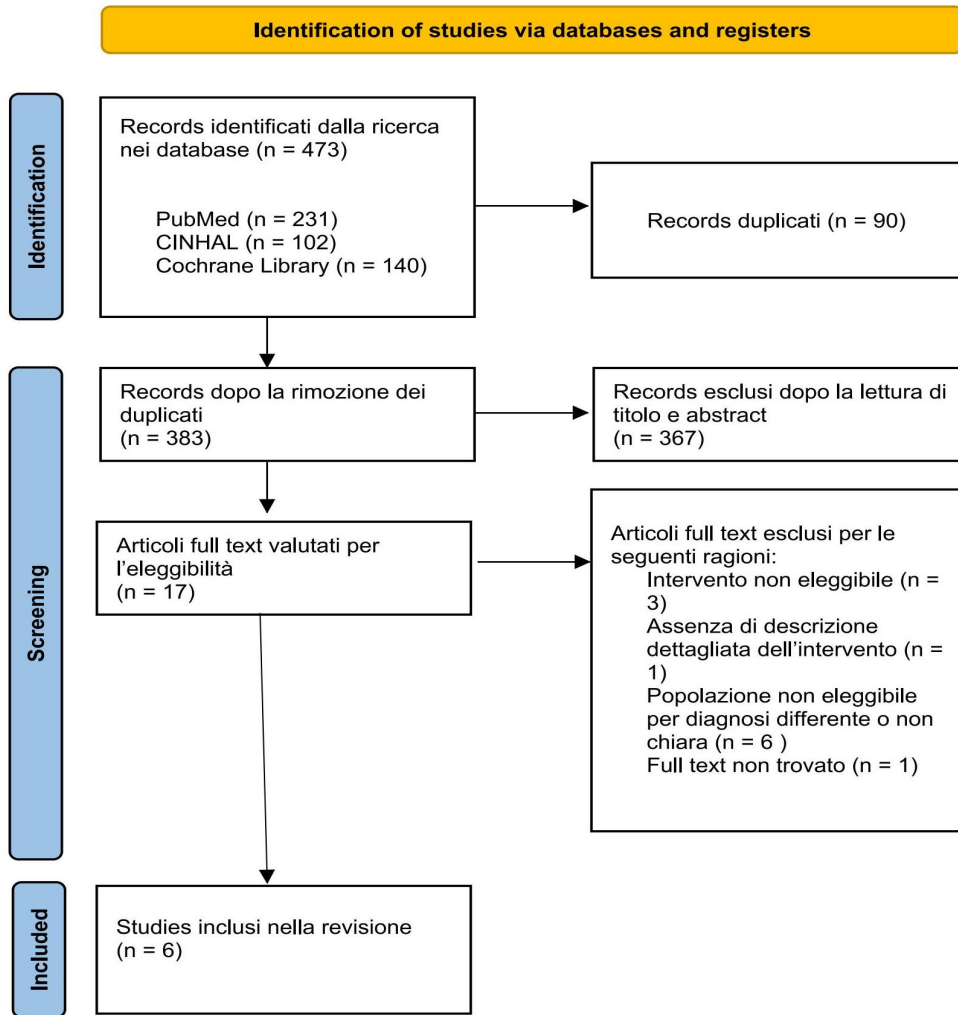 Identification of studies via databases and registers
Identification
Records identificati dalla ricerca
nei database (n = 473)
PubMed (n = 231)
CINHAL (n = 102)
Cochrane Library (n = 140)
Records duplicati (n = 90)
Screening
Records dopo la rimozione dei
duplicati
(n = 383)
Records esclusi dopo la lettura di
titolo e abstract
(n = 367)
Articoli full text valutati per
l’eleggibilità
(n = 17)
Articoli full text esclusi per le
seguenti ragioni:
Intervento non eleggibile (n =
3)
Assenza di descrizione
dettagliata dell’intervento (n =
1)
Popolazione non eleggibile
per diagnosi differente o non
chiara (n = 6 )
Full text non trovato (n = 1)
Included
Studies inclusi nella revisione
(n = 6)